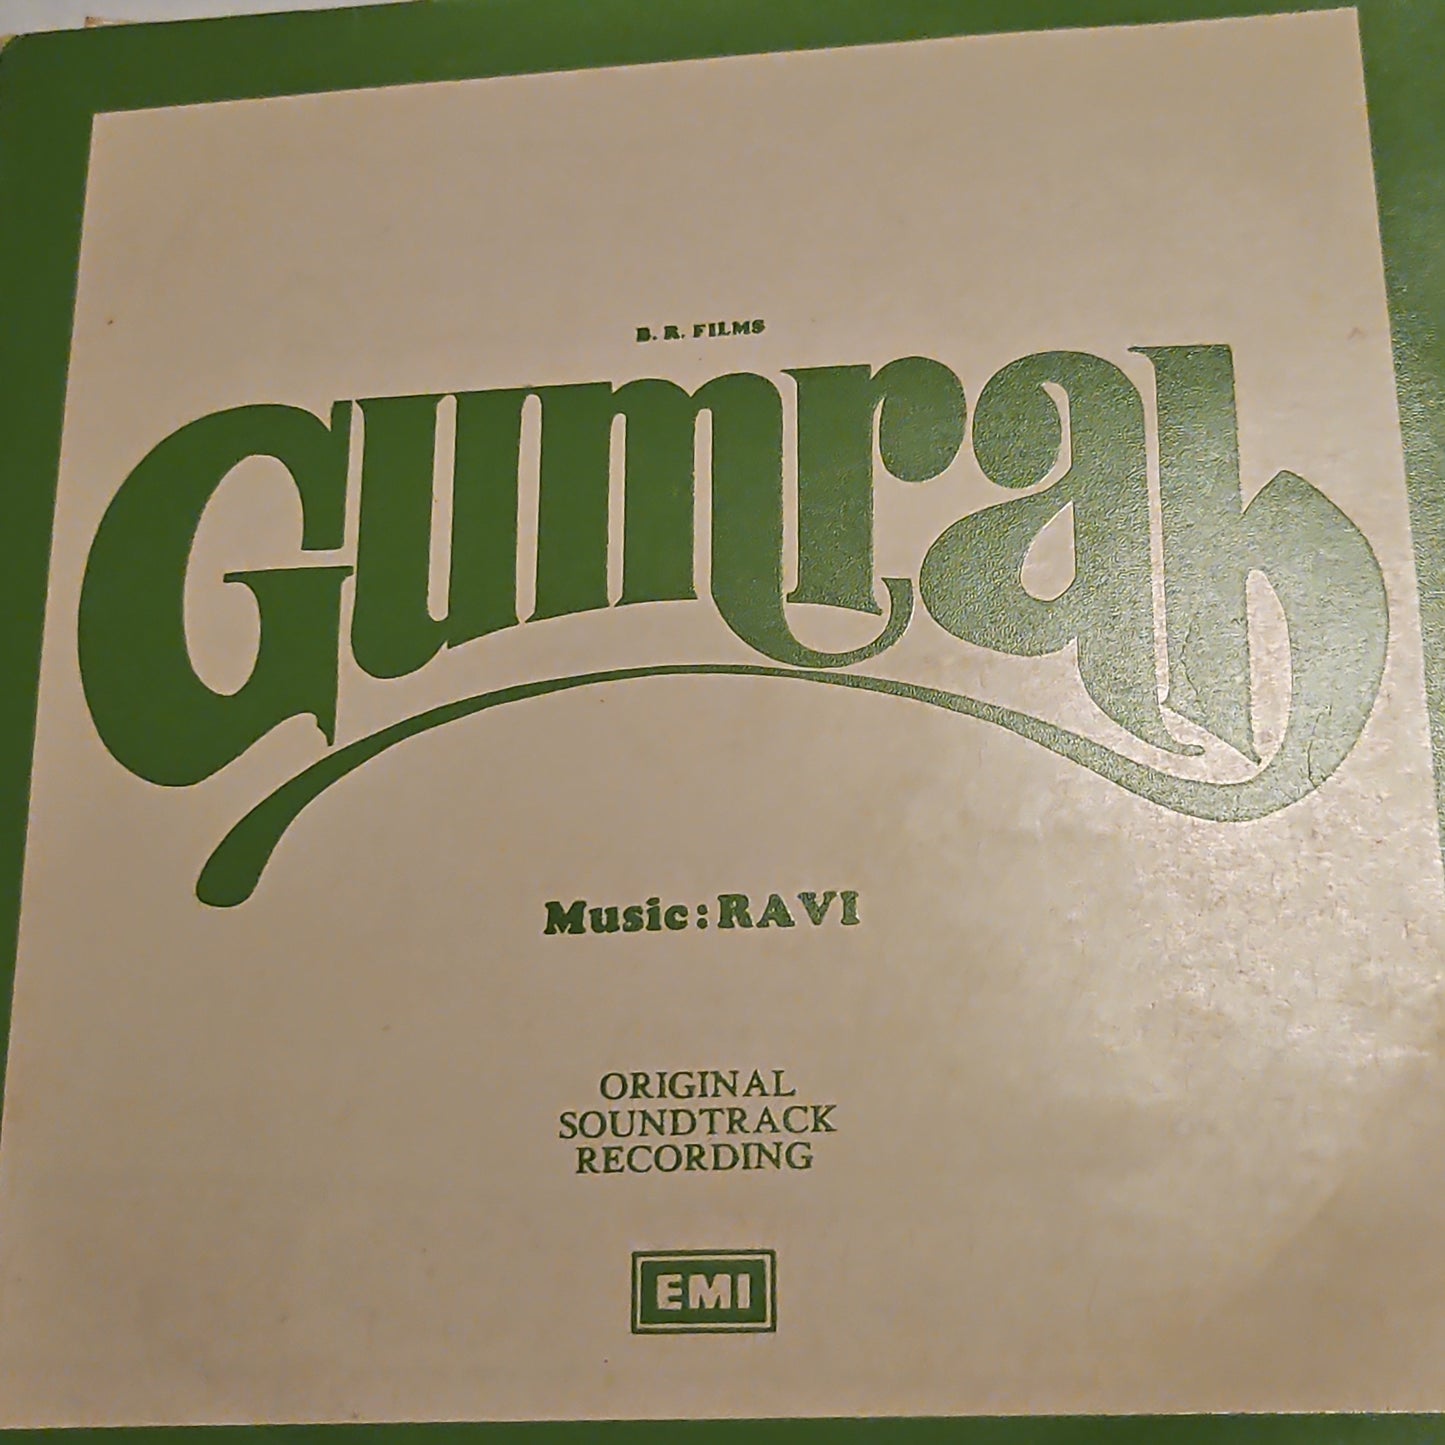 B. R. FILMS
Gumrah
Music: RAVI
ORIGINAL
SOUNDTRACK
RECORDING
EMI